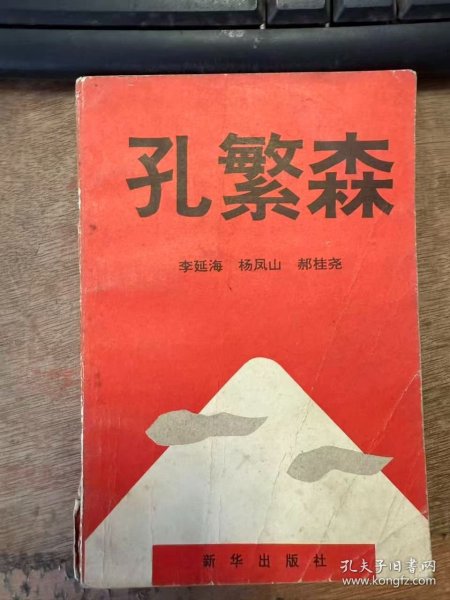 孔繁森
李延海 杨凤山 郝桂尧
新华出版社
孔夫子旧书网
www.kongfz.com